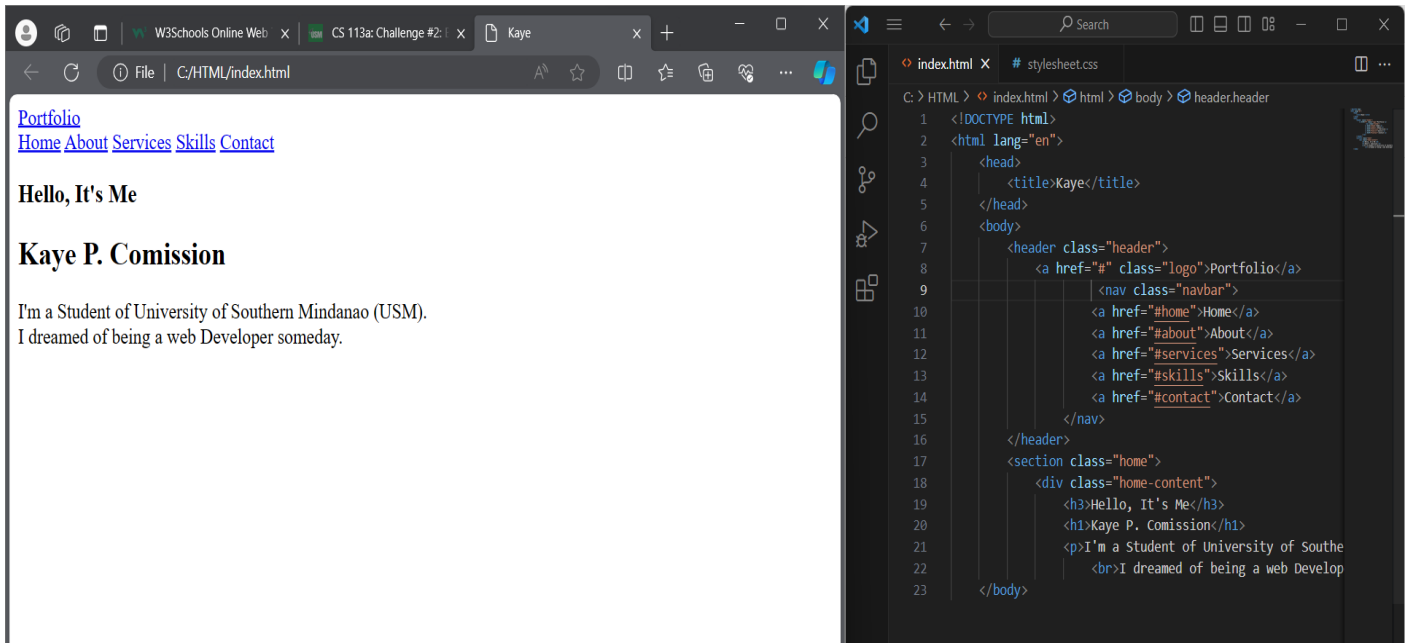 W3Schools Online Web
CS 113a: Challenge #2:
Kaye
File
C:/HTML/index.html
Portfolio
Home About Services Skills Contact
Hello, It's Me
Kaye P. Comission
I'm a Student of University of Southern Mindanao (USM).
I dreamed of being a web Developer someday.
Search
index.html
# stylesheet.css
C: > HTML > index.html > html > body > header.header
1 <!DOCTYPE html>
2 <html lang="en">
3 <head>
4 <title>Kaye</title>
5 </head>
6 <body>
7 <header class="header">
8 <a href="#" class="logo">Portfolio</a>
9 <nav class="navbar">
10 <a href="#home">Home</a>
11 <a href="#about">About</a>
12 <a href="#services">Services</a>
13 <a href="#skills">Skills</a>
14 <a href="#contact">Contact</a>
15 </nav>
16 </header>
17 <section class="home">
18 <div class="home-content">
19 <h3>Hello, It's Me</h3>
20 <h1>Kaye P. Comission</h1>
21 <p>I'm a Student of University of Southe
22 <br>I dreamed of being a web Develop
23 </body>